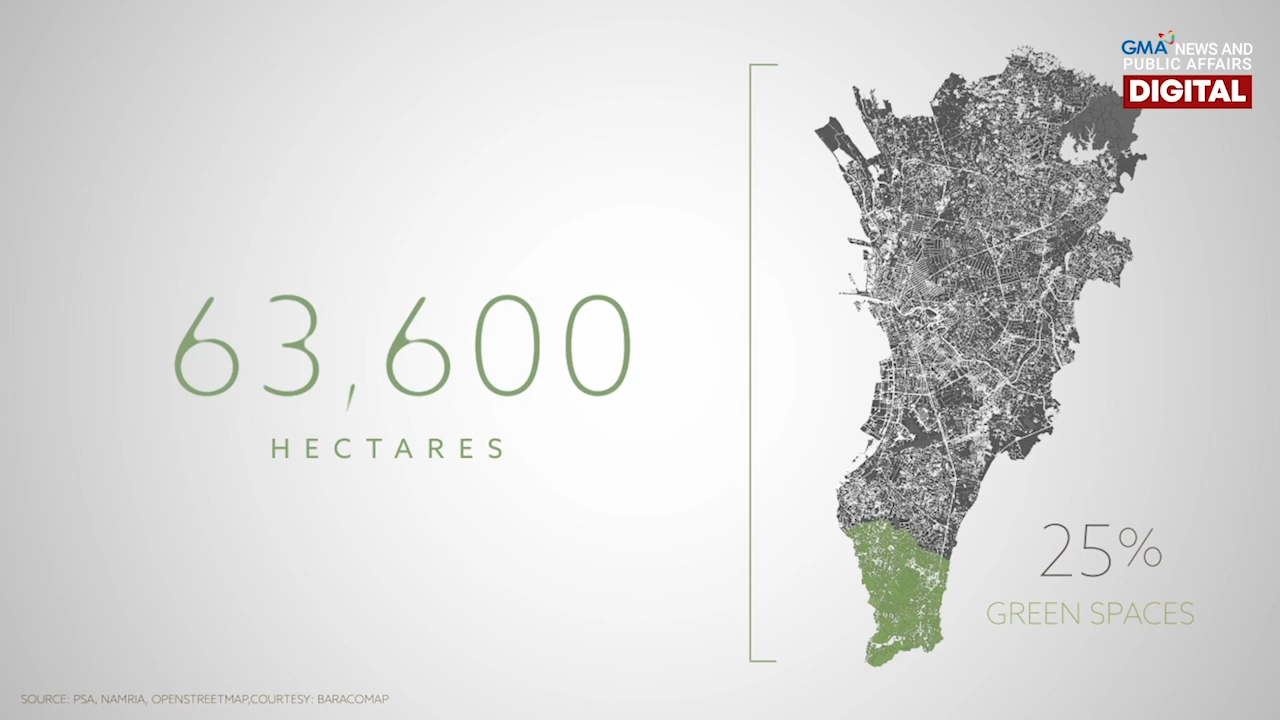 GMA NEWS AND
PUBLIC AFFAIRS
DIGITAL
63,600
HECTARES
25%
GREEN SPACES
SOURCE: PSA, NAMRIA, OPENSTREETMAP,COURTESY: BARACOMAP